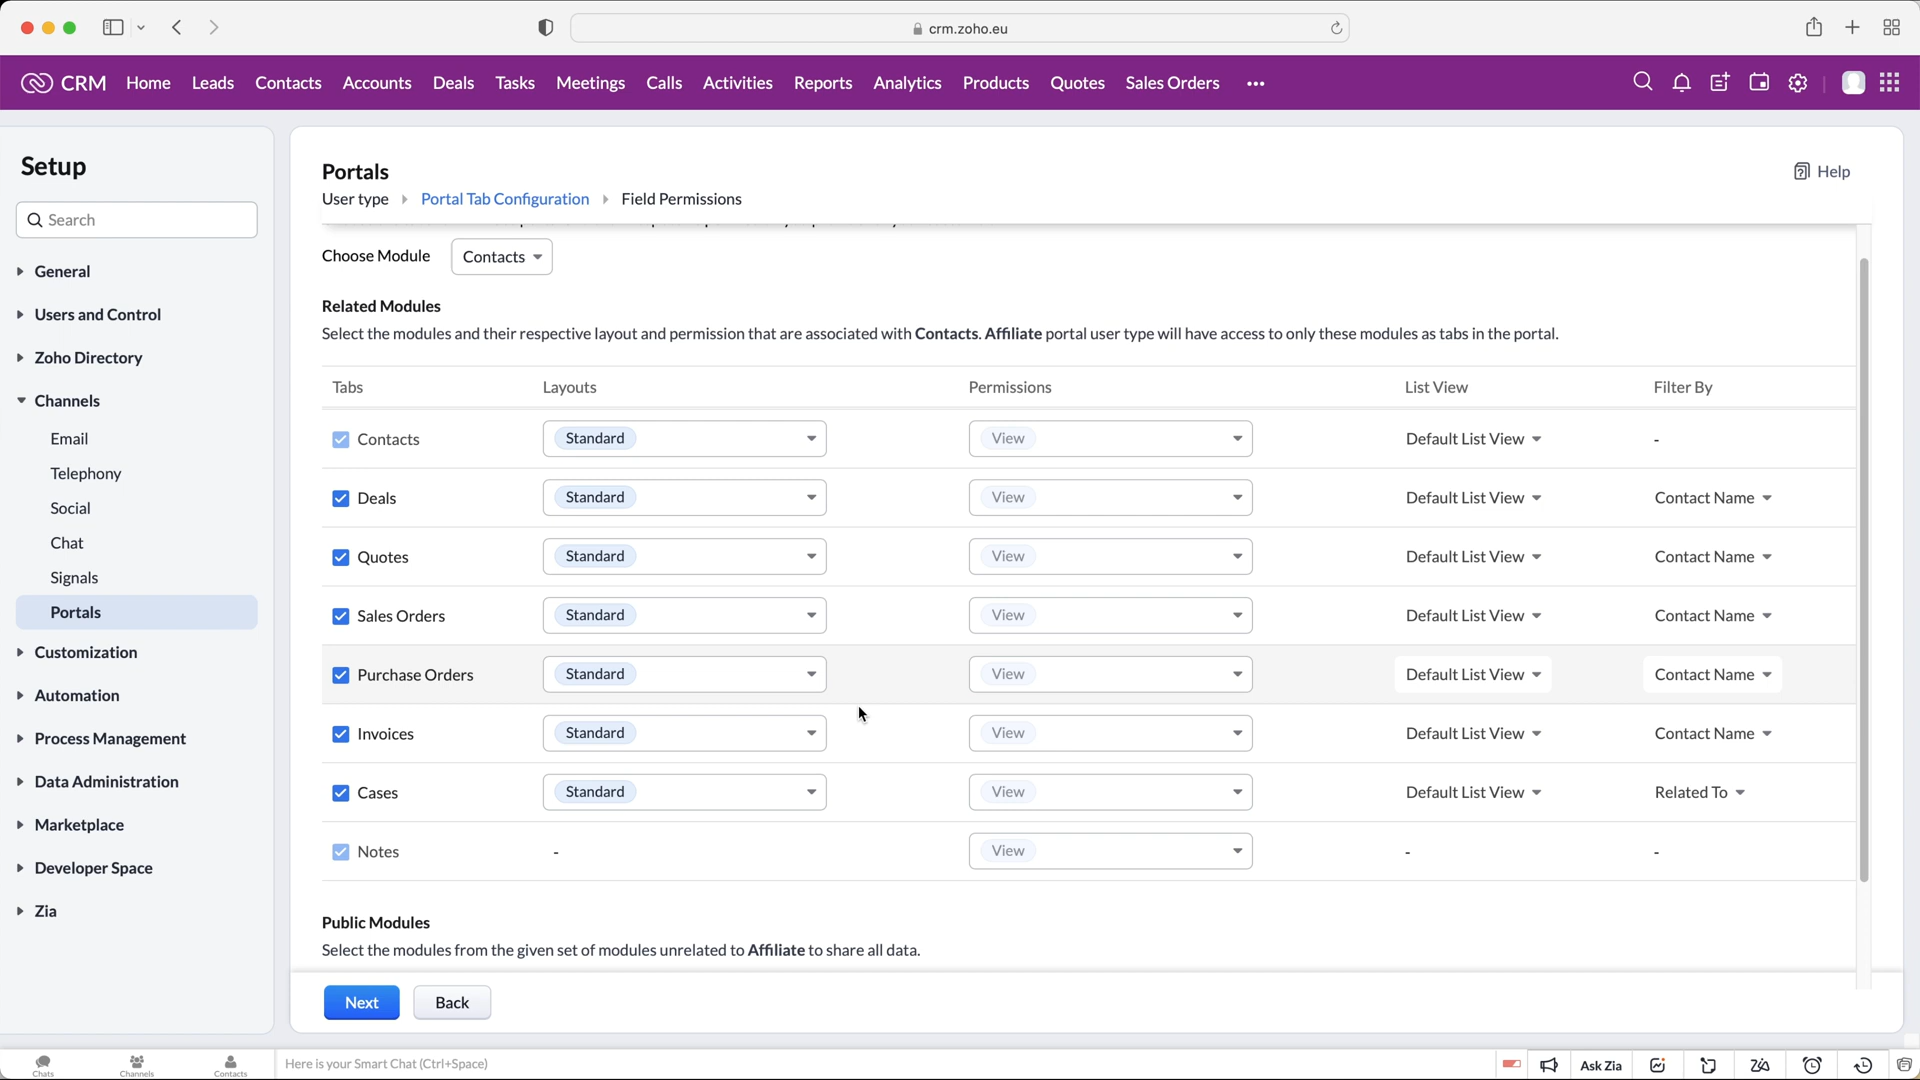 crm.zoho.eu
CRM Home Leads Contacts Accounts Deals Tasks Meetings Calls Activities Reports Analytics Products Quotes Sales Orders •••
Setup
Search
General
Users and Control
Zoho Directory
Channels
Email
Telephony
Social
Chat
Signals
Portals
Customization
Automation
Process Management
Data Administration
Marketplace
Developer Space
Zia
Portals
Help
User type Portal Tab Configuration Field Permissions
Choose Module Contacts
Related Modules
Select the modules and their respective layout and permission that are associated with Contacts. Affiliate portal user type will have access to only these modules as tabs in the portal.
Tabs Layouts Permissions List View Filter By
Contacts Standard View Default List View -
Deals Standard View Default List View Contact Name
Quotes Standard View Default List View Contact Name
Sales Orders Standard View Default List View Contact Name
Purchase Orders Standard View Default List View Contact Name
Invoices Standard View Default List View Contact Name
Cases Standard View Default List View Related To
Notes - View - -
Public Modules
Select the modules from the given set of modules unrelated to Affiliate to share all data.
Next Back
Chats Channels Contacts Here is your Smart Chat (Ctrl+Space) Ask Zia